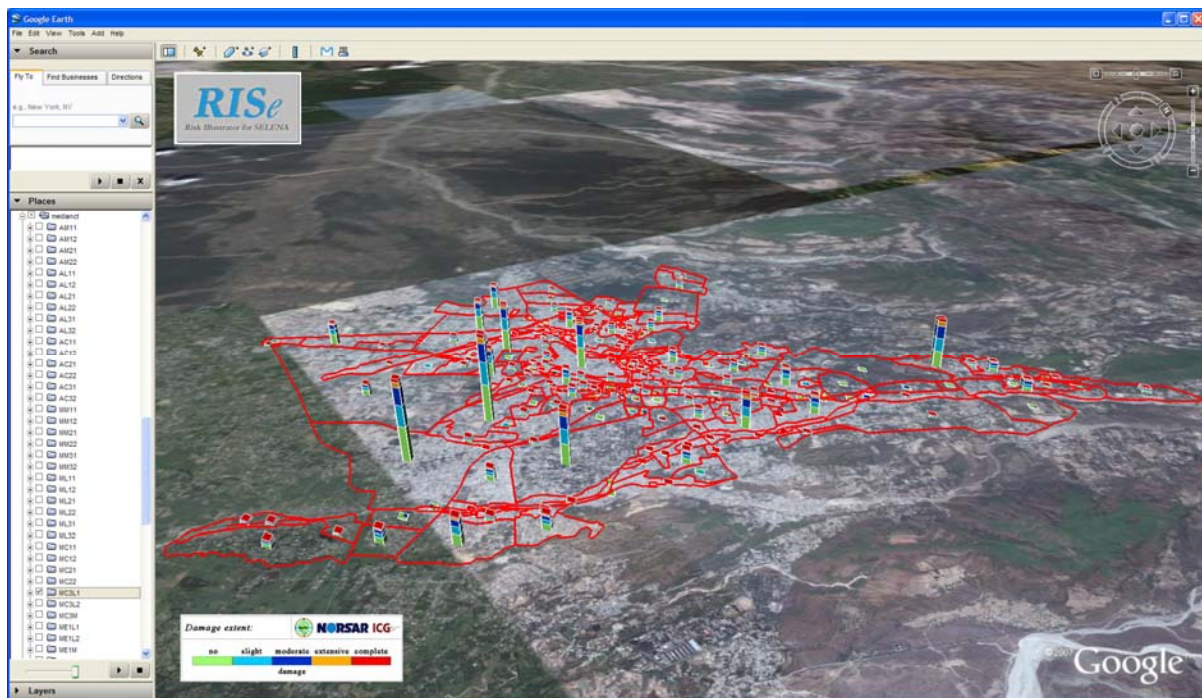 Google Earth
File Edit View Tools Add Help
Search
Fly To Find Businesses Directions
e.g., New York, NY
Places
medianct
AM11
AM12
AM21
AM22
AL11
AL12
AL21
AL22
AL31
AL32
AC11
AC12
AC21
AC22
AC31
AC32
MM11
MM12
MM21
MM22
MM31
MM32
ML11
ML12
ML21
ML22
ML31
ML32
MC11
MC12
MC21
MC22
MC3L1
MC3L2
MC3M
ME1L1
ME1L2
ME1M
Layers
RISe
Risk Illustrator for SELENA
N
Damage extent: NORSAR ICG
no slight moderate extensive complete
damage
©2007 Google